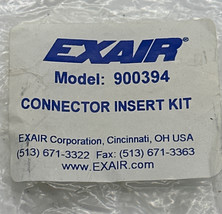 EXAIR
Model: 900394
CONNECTOR INSERT KIT
EXAIR Corporation, Cincinnati, OH USA
(513) 671-3322 Fax: (513) 671-3363
www.EXAIR.com